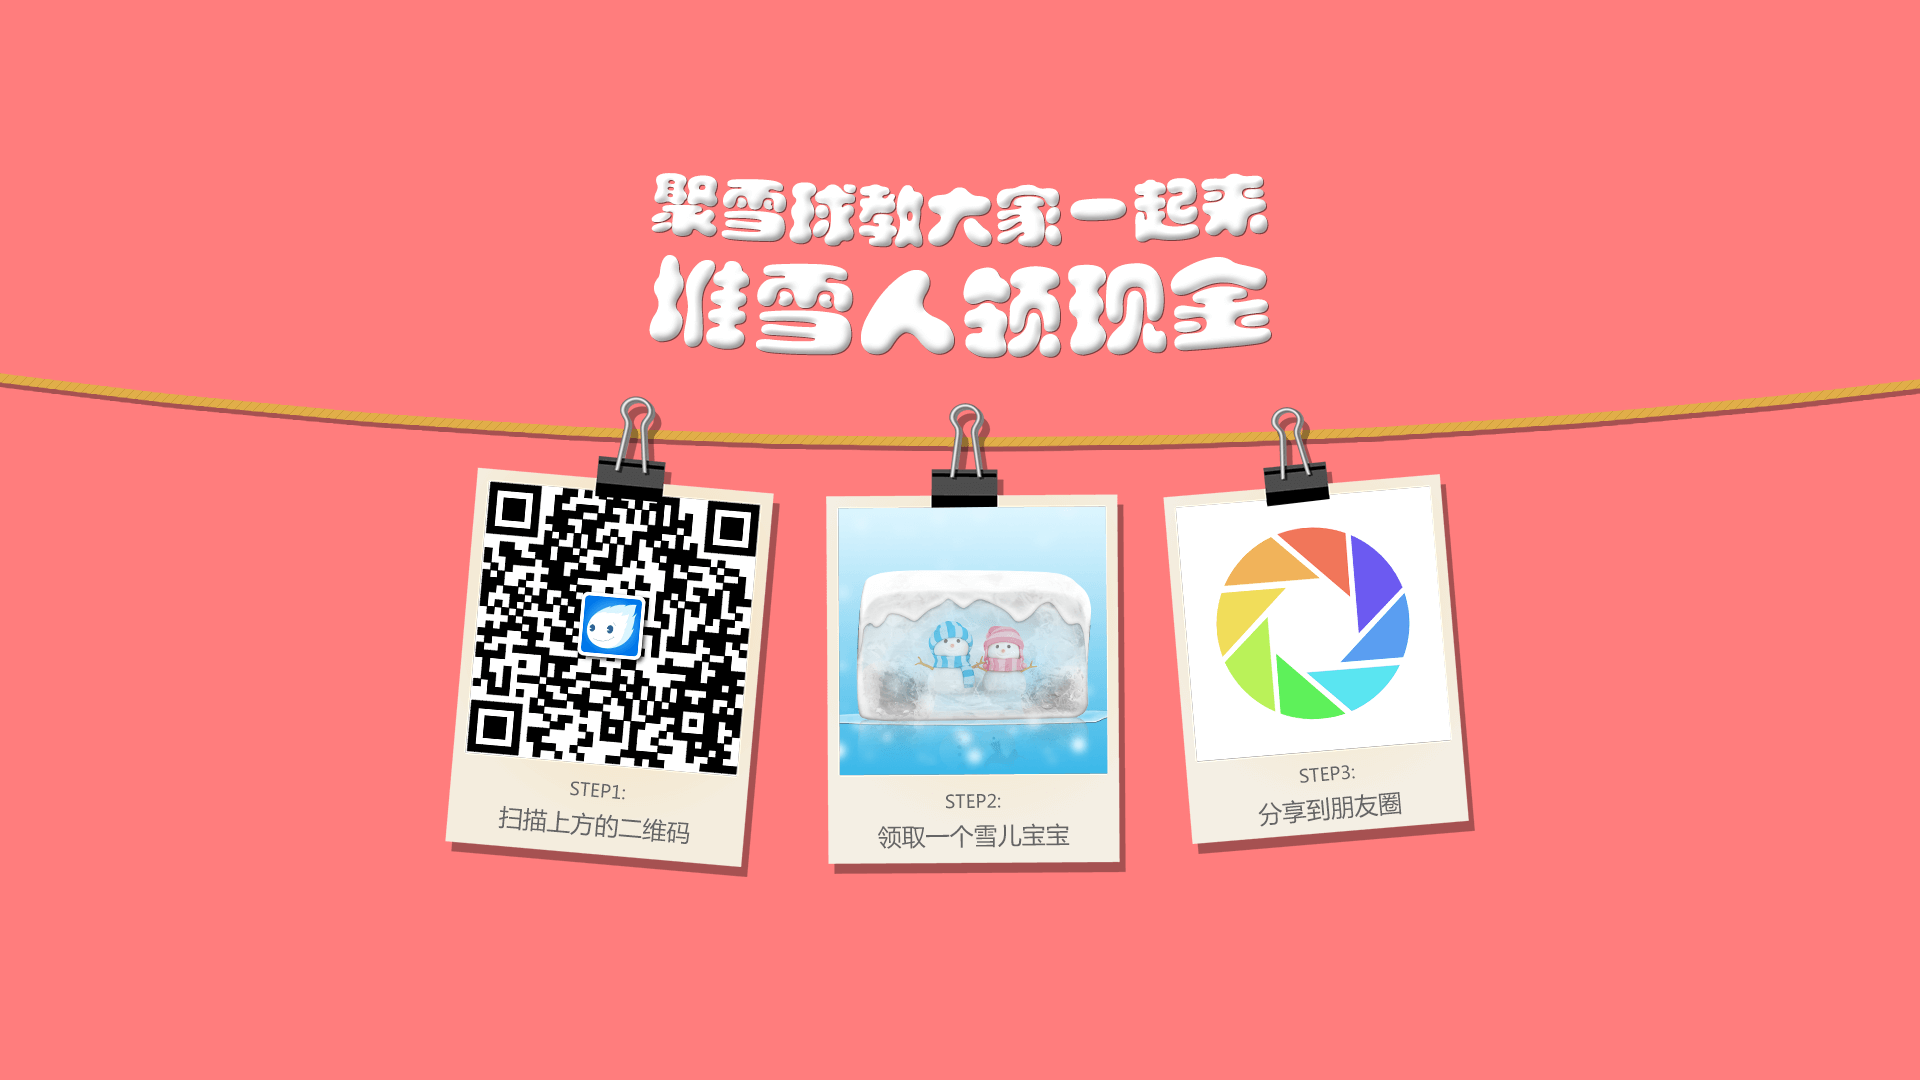 聚雪球教大家一起来
堆雪人领现金
STEP1:
扫描上方的二维码
STEP2:
领取一个雪儿宝宝
STEP3:
分享到朋友圈